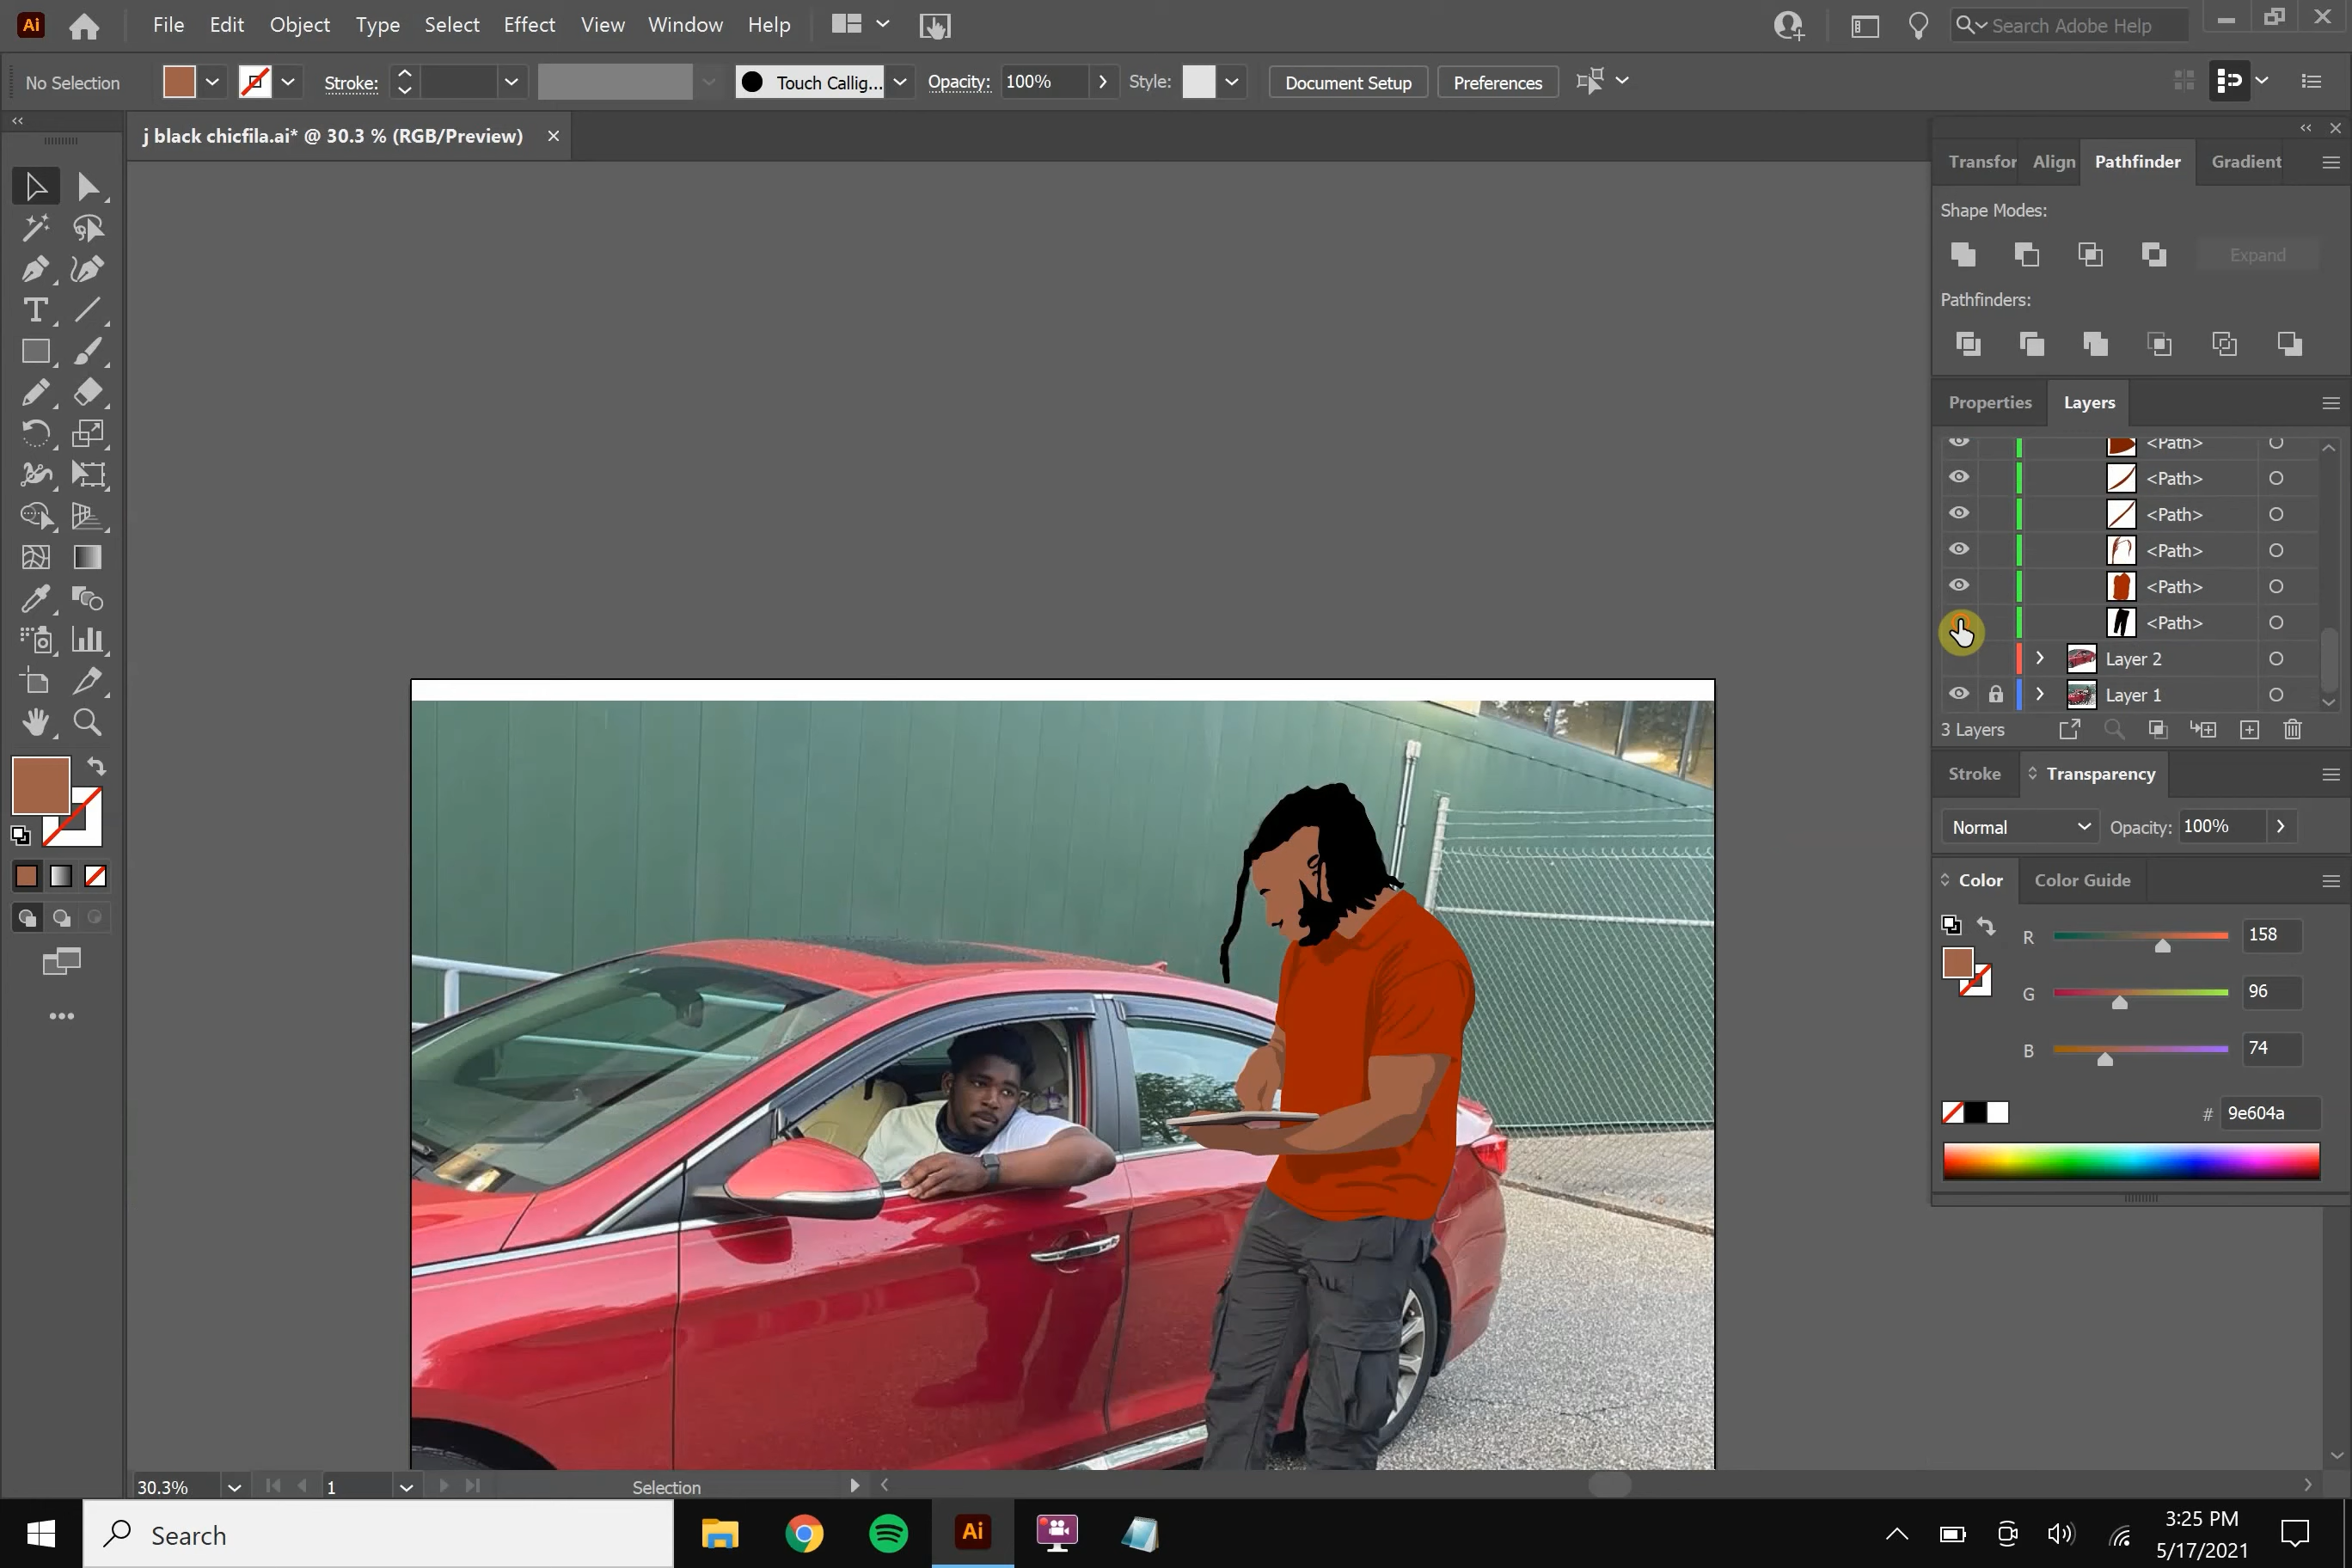 Ai File Edit Object Type Select Effect View Window Help Search Adobe Help
No Selection Stroke: Touch Callig... Opacity: 100% Style: Document Setup Preferences
j black chicfila.ai* @ 30.3 % (RGB/Preview)
Transfor Align Pathfinder Gradient
Shape Modes:
Expand
Pathfinders:
Properties Layers
<Path>
<Path>
<Path>
<Path>
<Path>
<Path>
Layer 2
Layer 1
3 Layers
Stroke Transparency
Normal Opacity: 100%
Color Color Guide
R 158
G 96
B 74
# 9e604a
30.3% 1 Selection
Search Ai 3:25 PM
5/17/2021